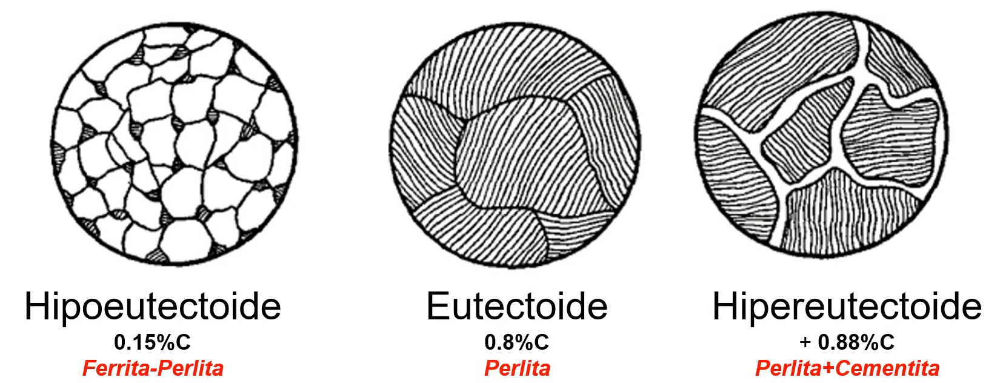 Hipoeutectoide
0.15%C
Ferrita-Perlita
Eutectoide
0.8%C
Perlita
Hipereutectoide
+ 0.88%C
Perlita+Cementita